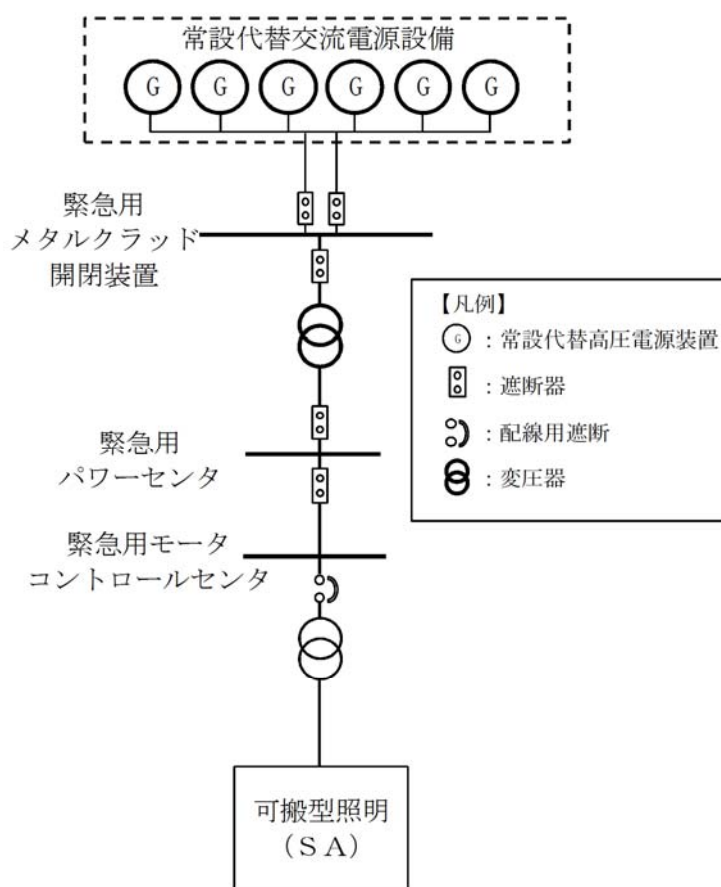 常設代替交流電源設備
G G G G G G
緊急用
メタルクラッド
開閉装置
【凡例】
G : 常設代替高圧電源装置
: 遮断器
: 配線用遮断
: 変圧器
緊急用
パワーセンタ
緊急用モータ
コントロールセンタ
可搬型照明
(ＳＡ)